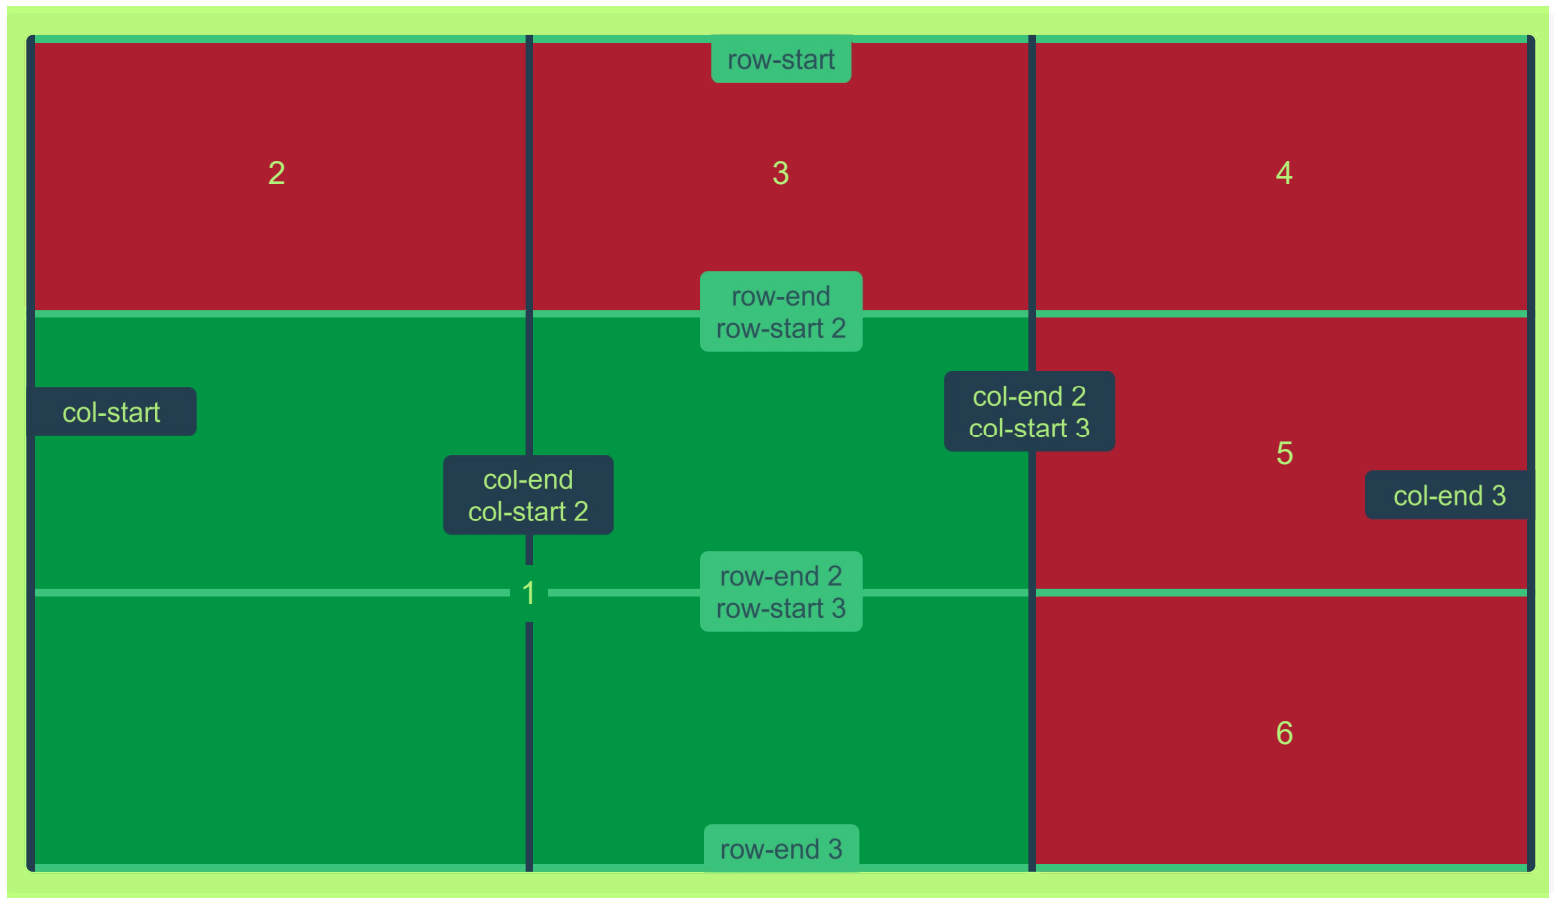 row-start
2
3
4
row-end
row-start 2
col-start
col-end 2
col-start 3
5
col-end
col-start 2
col-end 3
1
row-end 2
row-start 3
6
row-end 3